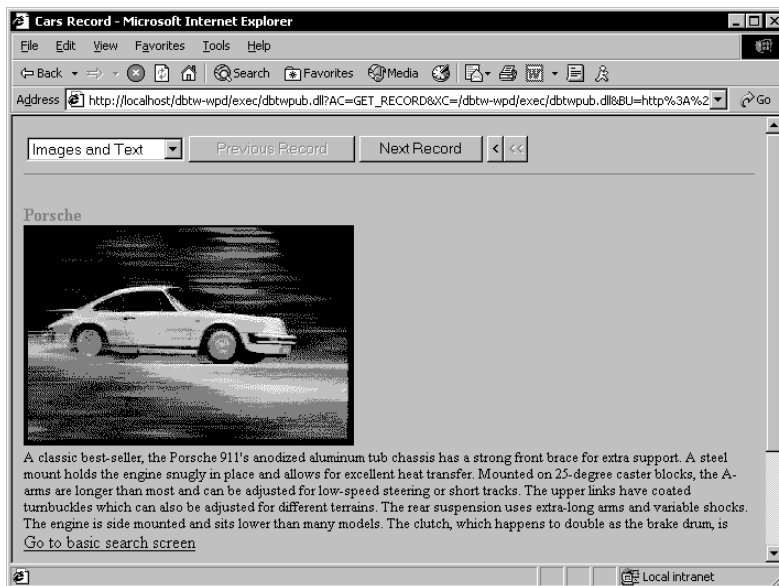 Cars Record - Microsoft Internet Explorer
File Edit View Favorites Tools Help
Back Search Favorites Media
Address http://localhost/dbtw-wpd/exec/dbtwpub.dll?AC=GET_RECORD&XC=/dbtw-wpd/exec/dbtwpub.dll&BU=http%3A%2 Go
Images and Text Previous Record Next Record < <<
Porsche
A classic best-seller, the Porsche 911's anodized aluminum tub chassis has a strong front brace for extra support. A steel
mount holds the engine snugly in place and allows for excellent heat transfer. Mounted on 25-degree caster blocks, the A-
arms are longer than most and can be adjusted for low-speed steering or short tracks. The upper links have coated
turnbuckles which can also be adjusted for different terrains. The rear suspension uses extra-long arms and variable shocks.
The engine is side mounted and sits lower than many models. The clutch, which happens to double as the brake drum, is
Go to basic search screen
Local intranet